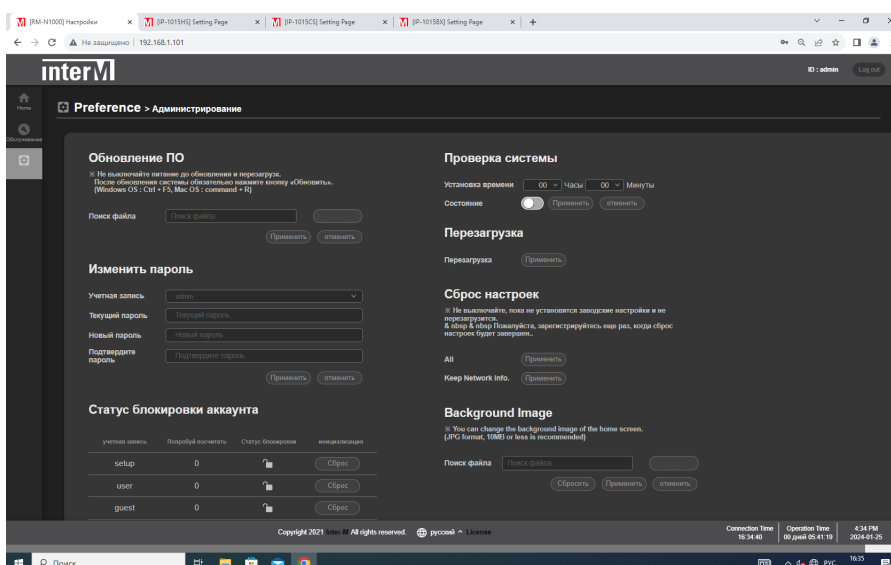 [RM-N1000] Настройки
[IP-1015HS] Setting Page
[IP-1015CS] Setting Page
[IP-1015BX] Setting Page
Не защищено 192.168.1.101
interM
ID : admin Log out
Home
Обслуживание
Preference > Администрирование
Обновление ПО
※ Не выключайте питание до обновления и перезагрузк.
После обновления системы обязательно нажмите кнопку «Обновить».
(Windows OS : Ctrl + F5, Mac OS : command + R)
Поиск файла Поиск файла ...
Применить отменить
Изменить пароль
Учетная запись admin
Текущий пароль Текущий пароль
Новый пароль Новый пароль
Подтвердите
пароль Подтвердите пароль
Применить отменить
Статус блокировки аккаунта
учетная запись Попробуй посчитать Статус блокировки инициализация
setup 0 Сброс
user 0 Сброс
guest 0 Сброс
Проверка системы
Установка времени 00 Часы 00 Минуты
Состояние Применить отменить
Перезагрузка
Перезагрузка Применить
Сброс настроек
※ Не выключайте, пока не установятся заводские настройки и не
перезагрузится.
& nbsp & nbsp Пожалуйста, зарегистрируйтесь еще раз, когда сброс
настроек будет завершен..
All Применить
Keep Network Info. Применить
Background Image
※ You can change the background image of the home screen.
(JPG format, 10MB or less is recommended)
Поиск файла Поиск файла ...
Сбросить Применить отменить
Copyright 2021 Inter-M All rights reserved. русский ^ License
Connection Time
16:34:40
Operation Time
00 дней 05:41:19
4:34 PM
2024-01-25
Поиск
РУС
16:35